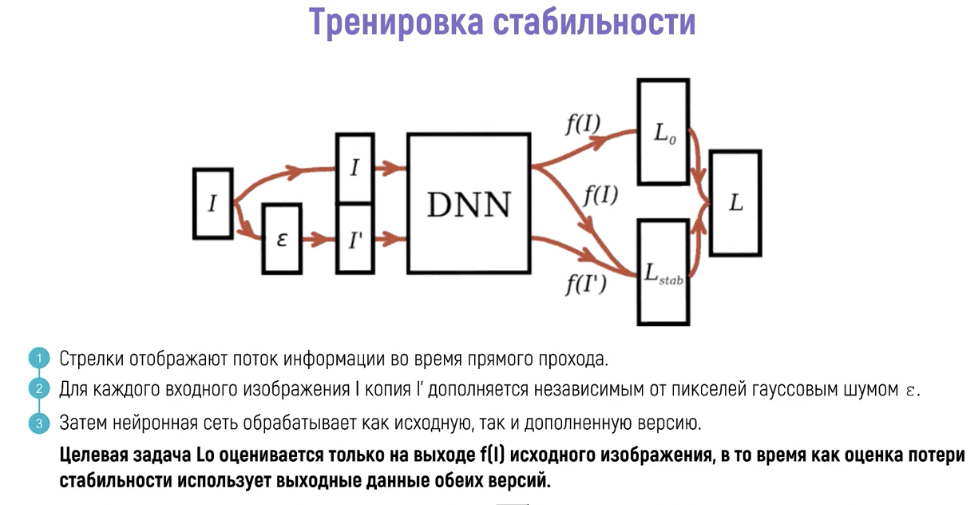 Тренировка стабильности
I
ε
I
I'
DNN
f(I)
f(I)
f(I')
Lo
Lstab
L
1 Стрелки отображают поток информации во время прямого прохода.
2 Для каждого входного изображения I копия I' дополняется независимым от пикселей гауссовым шумом ε.
3 Затем нейронная сеть обрабатывает как исходную, так и дополненную версию.
Целевая задача Lo оценивается только на выходе f(I) исходного изображения, в то время как оценка потери
стабильности использует выходные данные обеих версий.